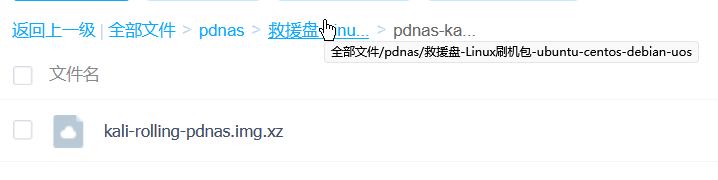 返回上一级 | 全部文件 > pdnas > 救援盘-Linu... > pdnas-ka...
全部文件/pdnas/救援盘-Linux刷机包-ubuntu-centos-debian-uos
文件名
kali-rolling-pdnas.img.xz